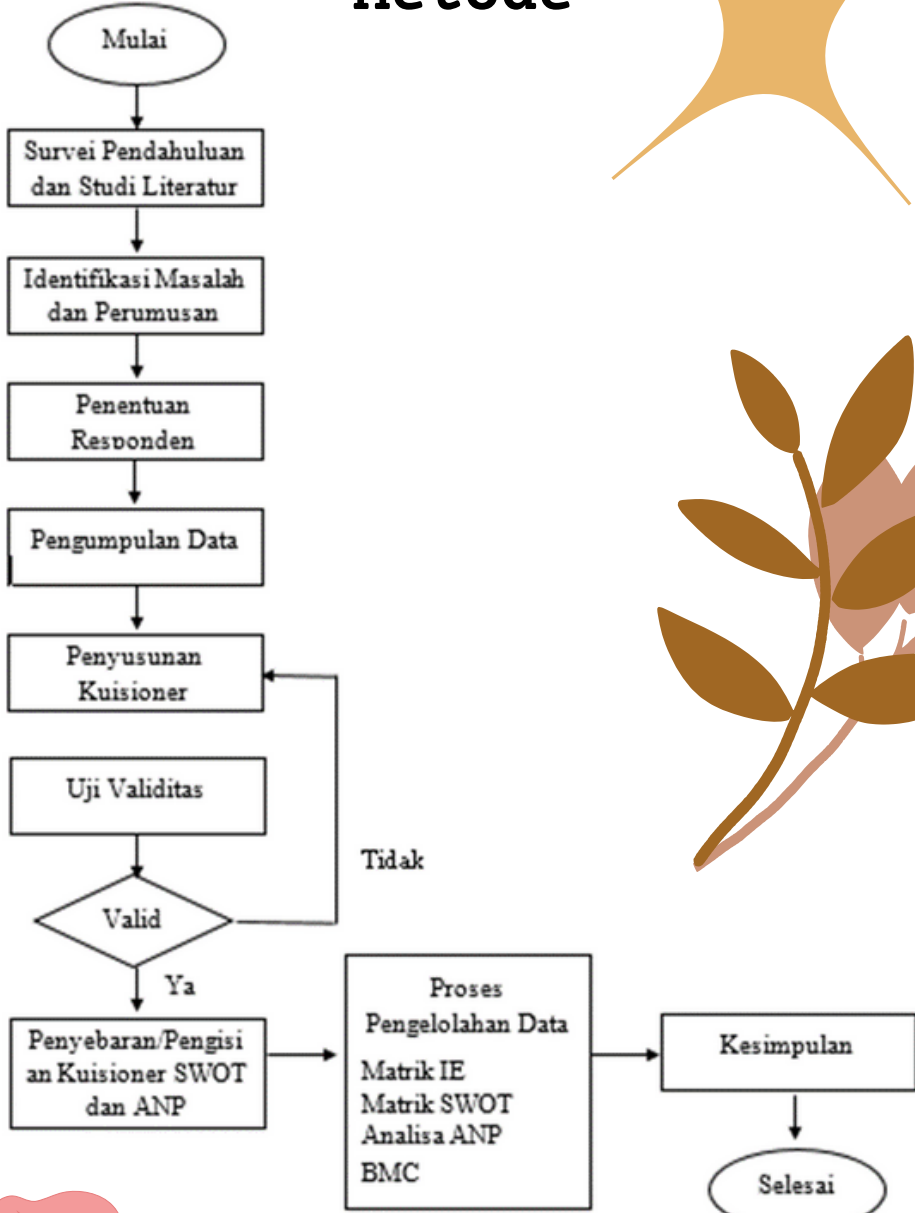 Metode
Mulai
Survei Pendahuluan
dan Studi Literatur
Identifikasi Masalah
dan Perumusan
Penentuan
Responden
Pengumpulan Data
Penyusunan
Kuisioner
Uji Validitas
Tidak
Valid
Ya
Penyebaran/Pengisi
an Kuisioner SWOT
dan ANP
Proses
Pengelolahan Data
Matrik IE
Matrik SWOT
Analisa ANP
BMC
Kesimpulan
Selesai